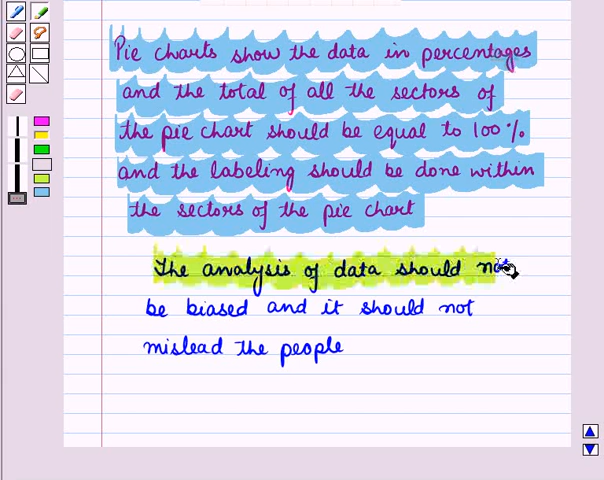 Pie charts show the data in percentages
and the total of all the sectors of
the pie chart should be equal to 100%
and the labeling should be done within
the sectors of the pie chart
The analysis of data should not
be biased and it should not
mislead the people